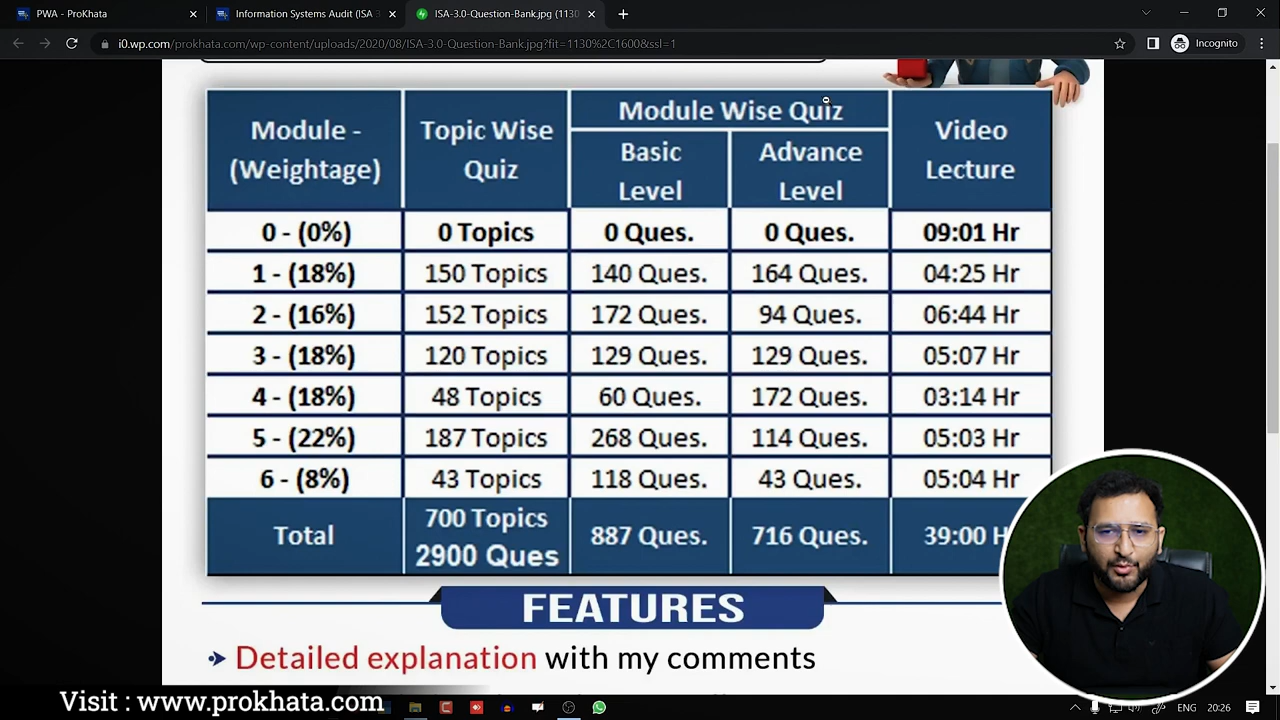 PWA - ProKhata
Information Systems Audit (ISA 3
ISA-3.0-Question-Bank.jpg (1130
i0.wp.com/prokhata.com/wp-content/uploads/2020/08/ISA-3.0-Question-Bank.jpg?fit=1130%2C1600&ssl=1
Incognito
Module - (Weightage) Topic Wise Quiz Module Wise Quiz Video Lecture
Basic Level Advance Level
0 - (0%) 0 Topics 0 Ques. 0 Ques. 09:01 Hr
1 - (18%) 150 Topics 140 Ques. 164 Ques. 04:25 Hr
2 - (16%) 152 Topics 172 Ques. 94 Ques. 06:44 Hr
3 - (18%) 120 Topics 129 Ques. 129 Ques. 05:07 Hr
4 - (18%) 48 Topics 60 Ques. 172 Ques. 03:14 Hr
5 - (22%) 187 Topics 268 Ques. 114 Ques. 05:03 Hr
6 - (8%) 43 Topics 118 Ques. 43 Ques. 05:04 Hr
Total 700 Topics 2900 Ques 887 Ques. 716 Ques. 39:00 H
FEATURES
Detailed explanation with my comments
Visit : www.prokhata.com
ENG 20:26